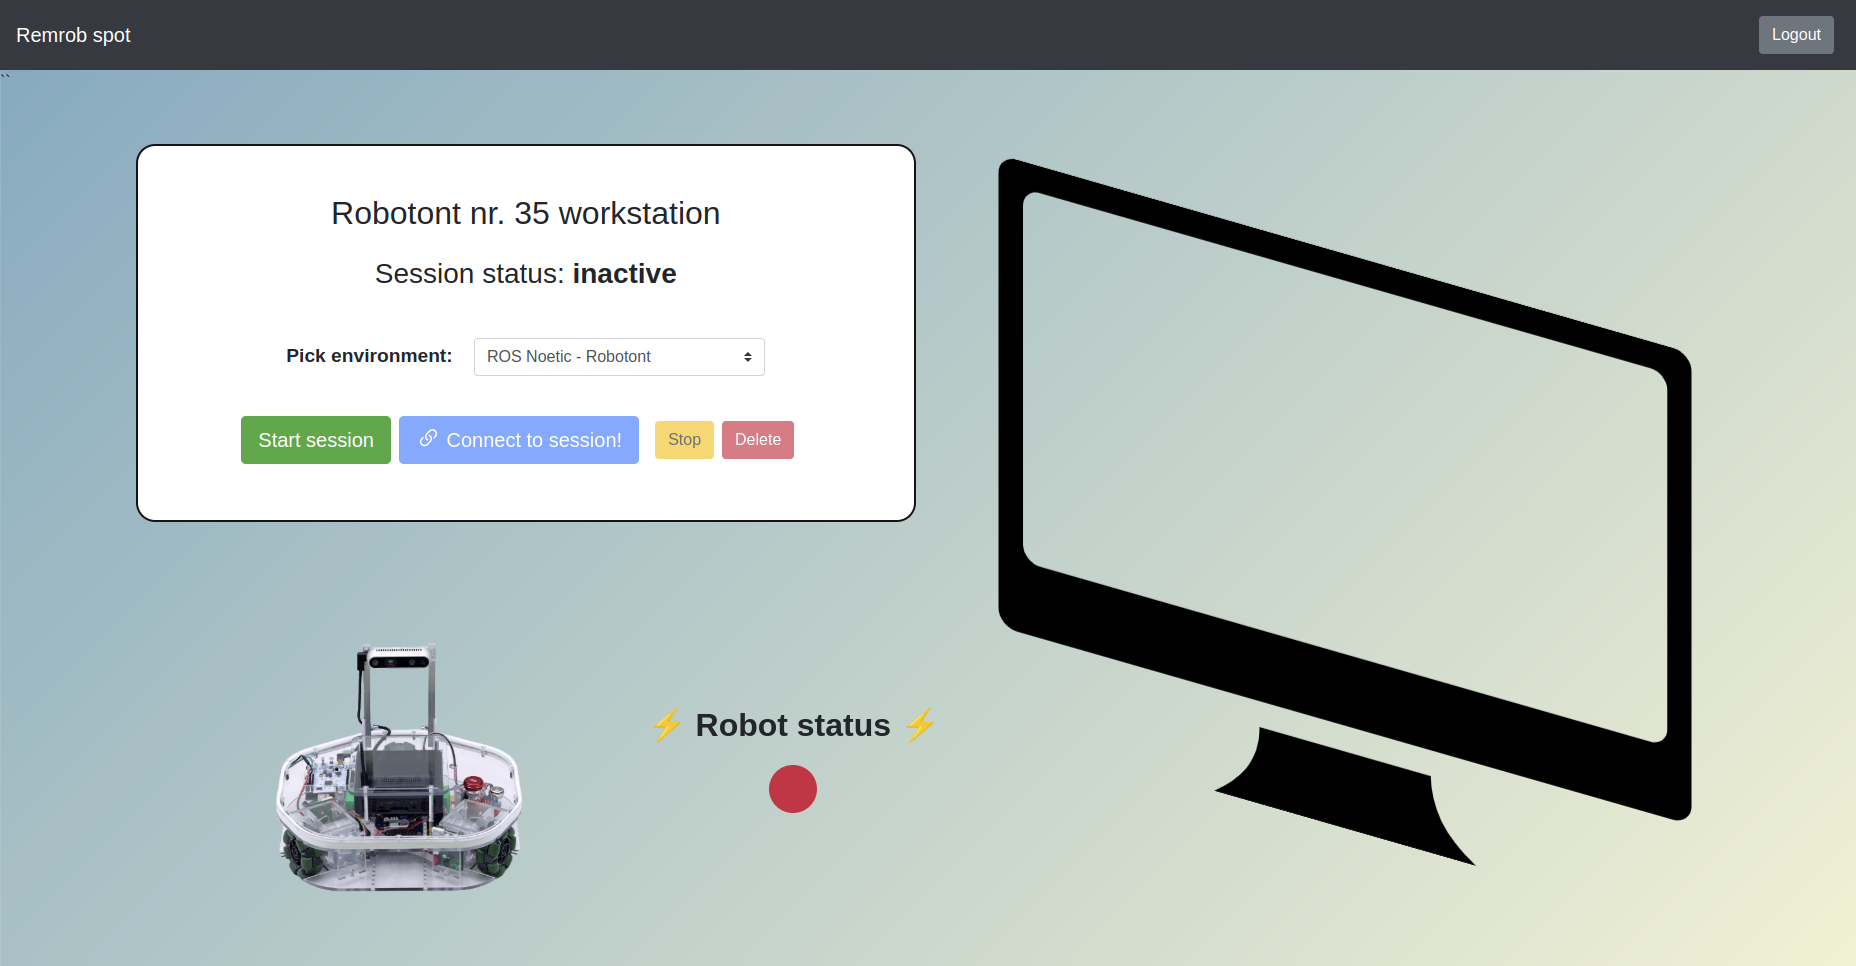 Remrob spot
Logout
``
Robotont nr. 35 workstation
Session status: inactive
Pick environment: ROS Noetic - Robotont
Start session Connect to session! Stop Delete
⚡ Robot status ⚡